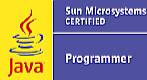 Sun Microsystems
CERTIFIED
Programmer
Java